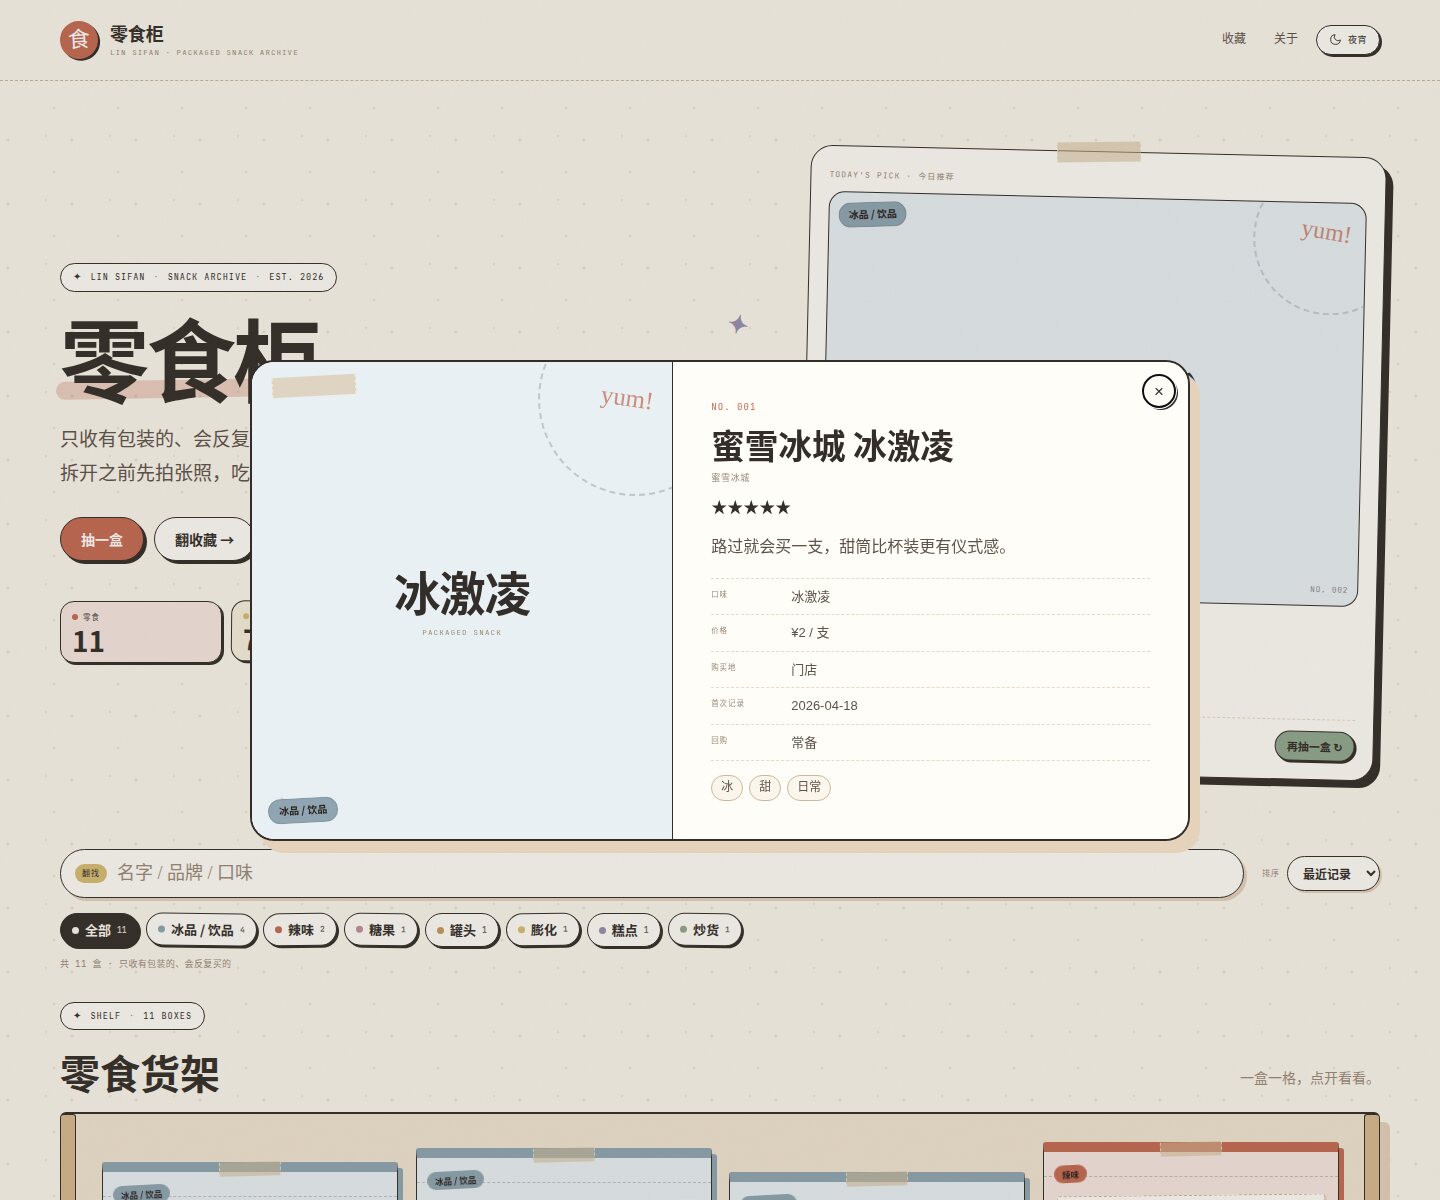 食
零食柜
LIN SIFAN · PACKAGED SNACK ARCHIVE
收藏
关于
夜宵
TODAY'S PICK · 今日推荐
冰品 / 饮品
yum!
✦ LIN SIFAN · SNACK ARCHIVE · EST. 2026
零食柜
只收有包装的、会反复
拆开之前先拍张照，吃
抽一盒
翻收藏 →
零食
11
NO. 002
再抽一盒 ↻
yum!
冰激凌
PACKAGED SNACK
冰品 / 饮品
×
NO. 001
蜜雪冰城 冰激凌
蜜雪冰城
★★★★★
路过就会买一支，甜筒比杯装更有仪式感。
口味 冰激凌
价格 ¥2 / 支
购买地 门店
首次记录 2026-04-18
回购 常备
冰
甜
日常
翻找
名字 / 品牌 / 口味
排序
最近记录
全部 11
冰品 / 饮品 4
辣味 2
糖果 1
罐头 1
膨化 1
糕点 1
炒货 1
共 11 盒 · 只收有包装的、会反复买的
✦ SHELF · 11 BOXES
零食货架
一盒一格，点开看看。
冰品 / 饮品
冰品 / 饮品
辣味